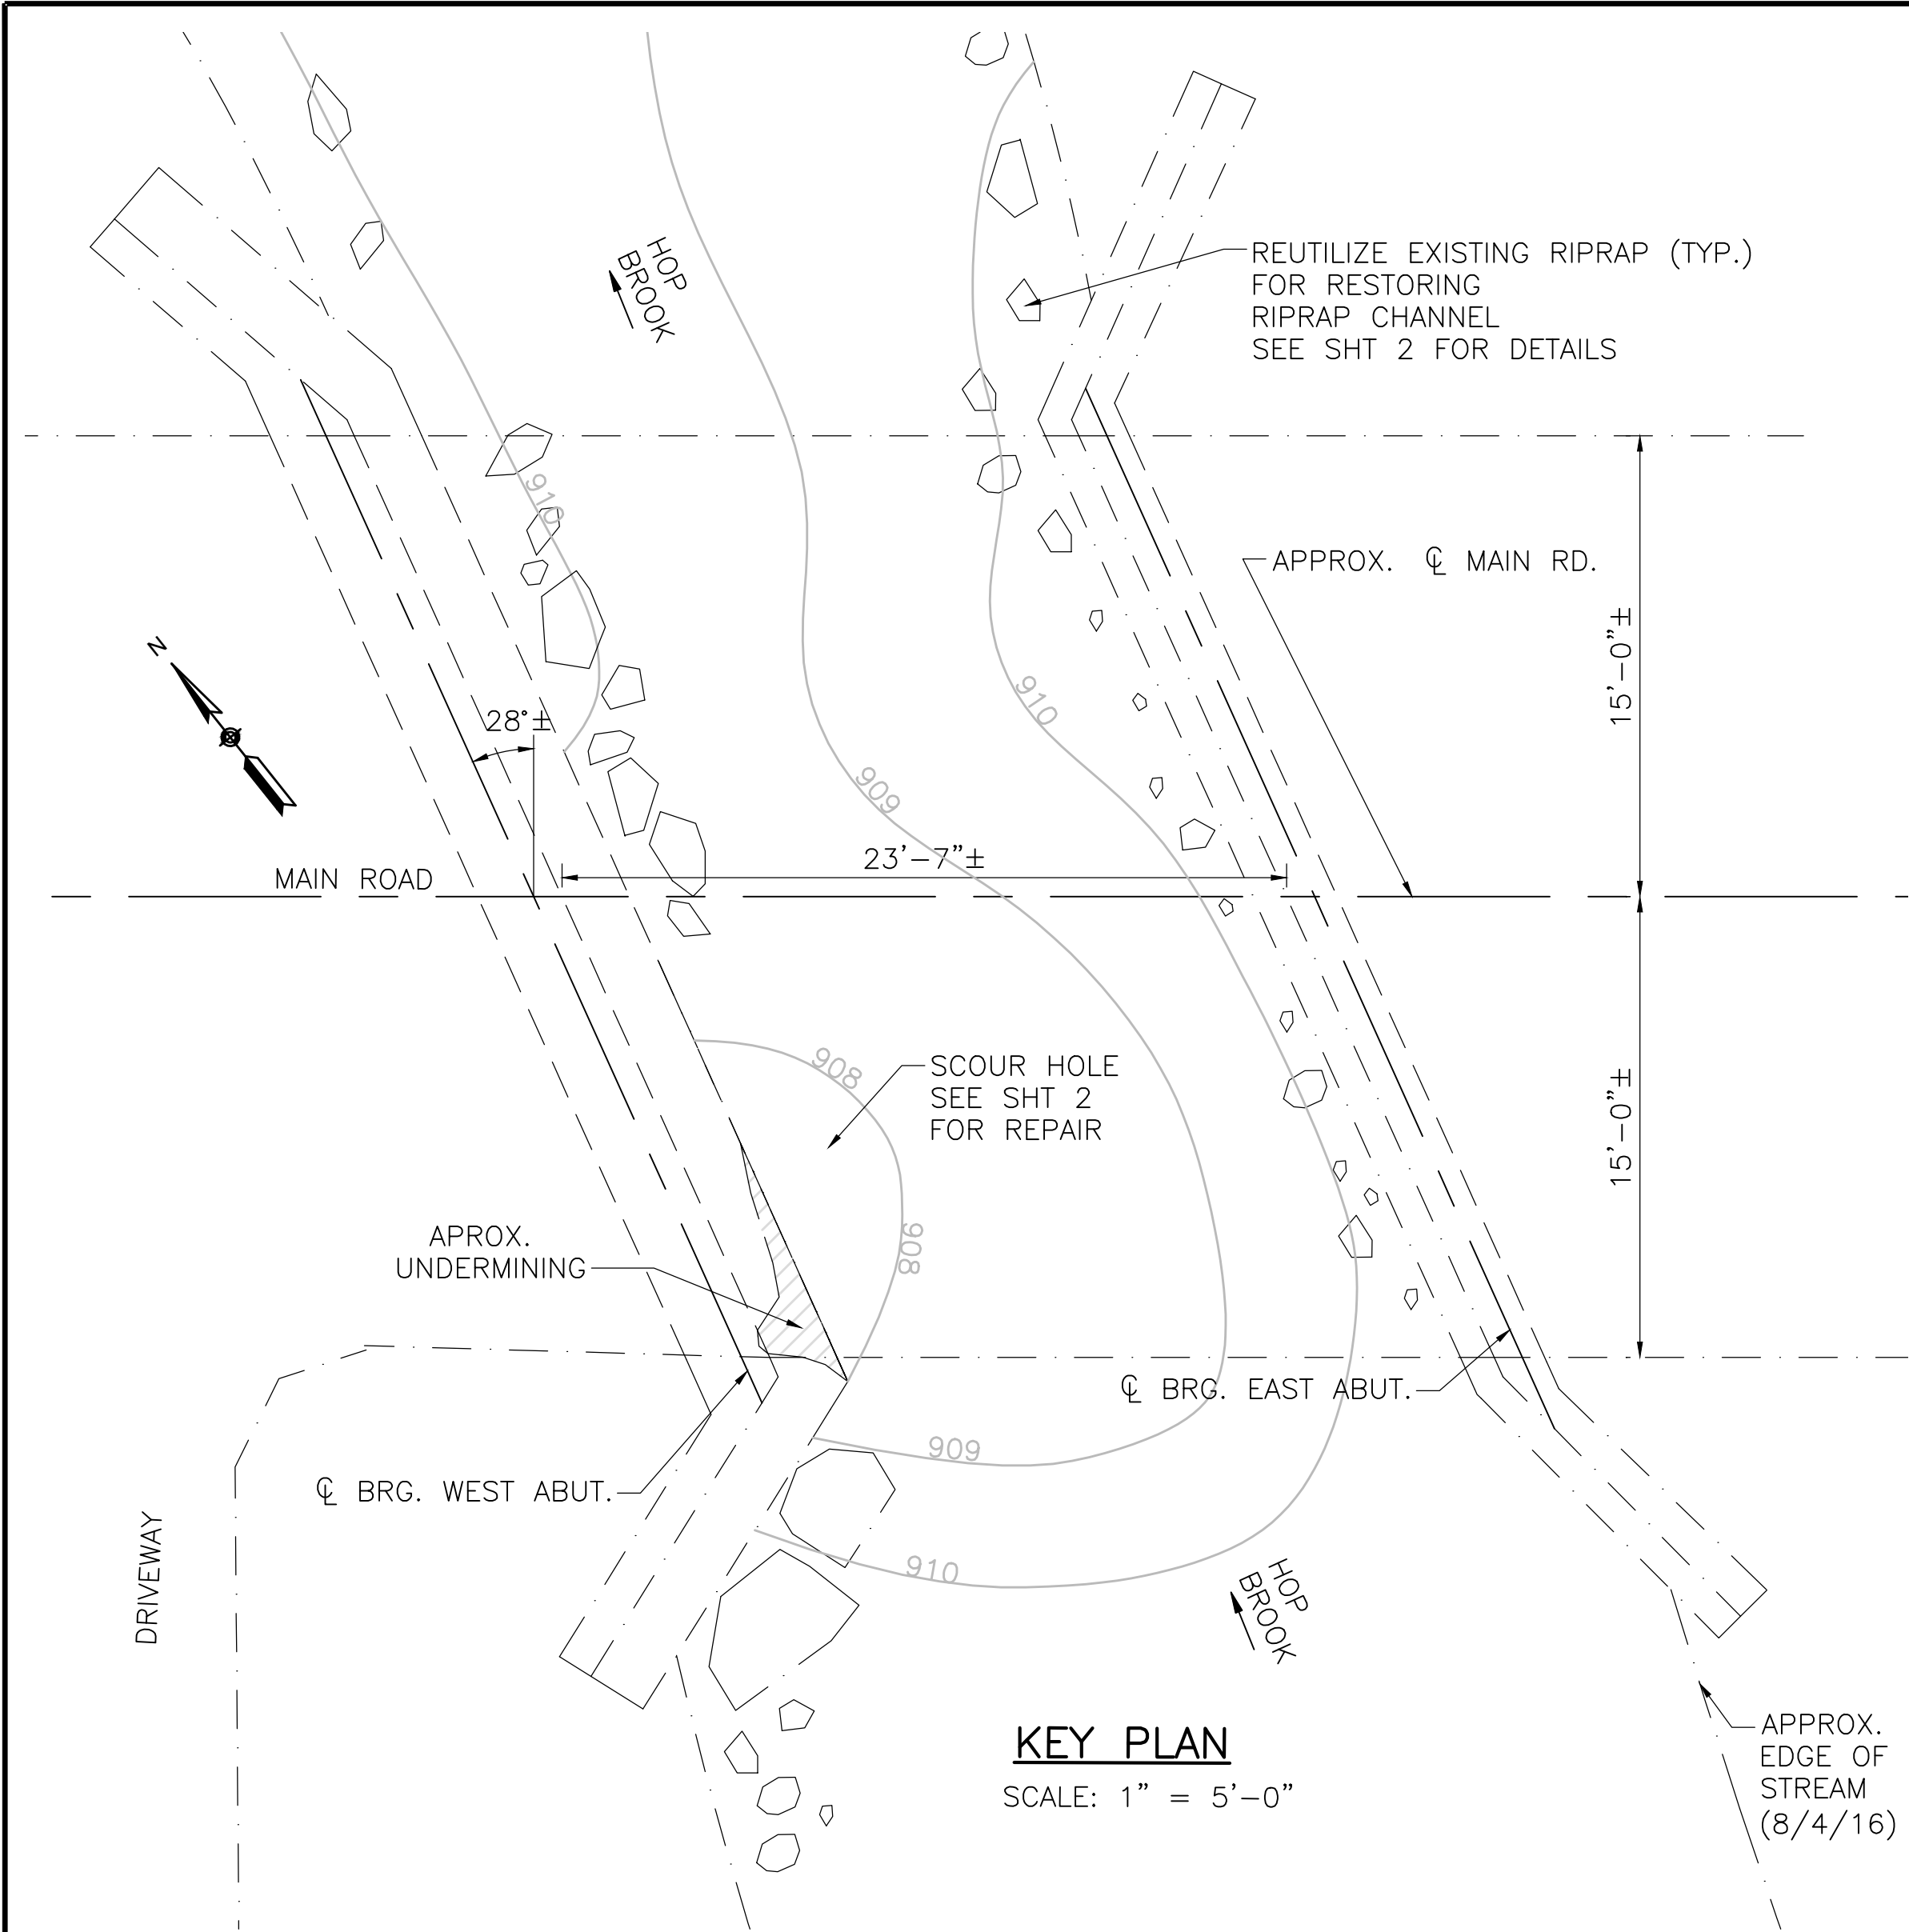 HOP
BROOK
REUTILIZE EXISTING RIPRAP (TYP.)
FOR RESTORING
RIPRAP CHANNEL
SEE SHT 2 FOR DETAILS
910
APPROX. ℄ MAIN RD.
15'-0"±
N
28°±
910
909
23'-7"±
MAIN ROAD
908
SCOUR HOLE
SEE SHT 2
FOR REPAIR
15'-0"±
APROX.
UNDERMINING
908
℄ BRG. EAST ABUT.
909
℄ BRG. WEST ABUT.
DRIVEWAY
910
HOP
BROOK
KEY PLAN
SCALE: 1" = 5'-0"
APPROX.
EDGE OF
STREAM
(8/4/16)